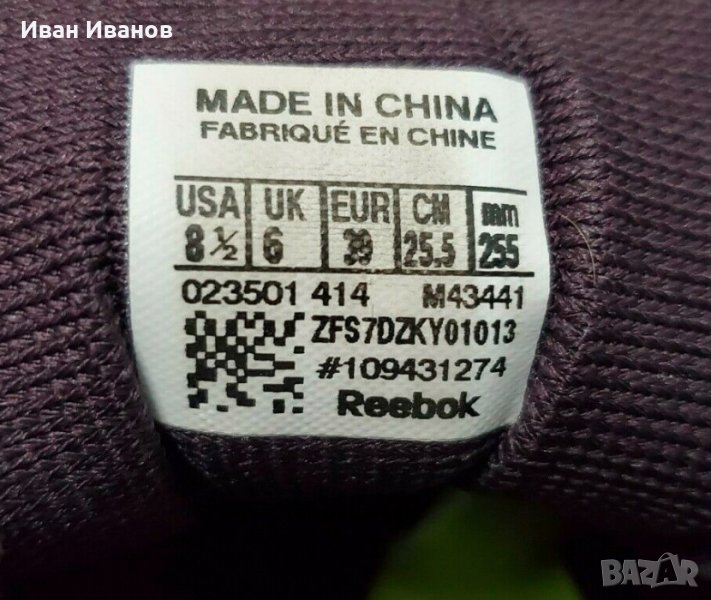 Иван Иванов
MADE IN CHINA
FABRIQUÉ EN CHINE
USA UK EUR CM mm
8 ½ 6 39 25.5 255
023501 414 M43441
ZFS7DZKY01013
#109431274
Reebok
BAZAR